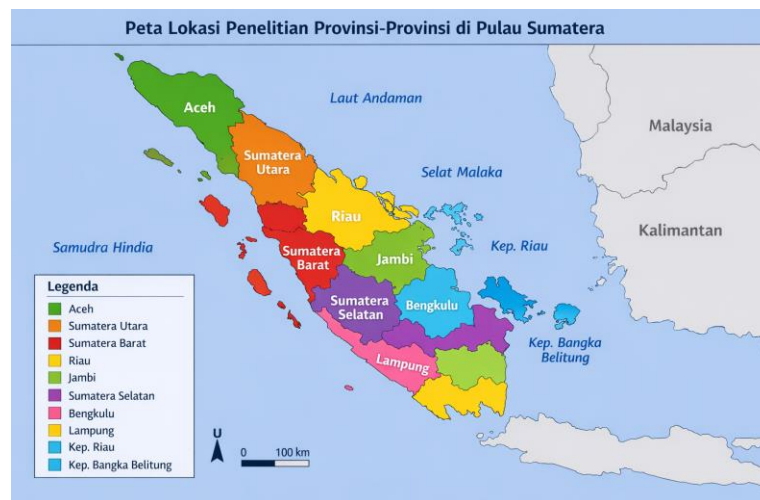 Peta Lokasi Penelitian Provinsi-Provinsi di Pulau Sumatera
Aceh
Laut Andaman
Malaysia
Sumatera
Utara
Selat Malaka
Riau
Kalimantan
Samudra Hindia
Kep. Riau
Sumatera
Barat
Jambi
Sumatera
Selatan
Bengkulu
Kep. Bangka
Belitung
Lampung
Legenda
Aceh
Sumatera Utara
Sumatera Barat
Riau
Jambi
Sumatera Selatan
Bengkulu
Lampung
Kep. Riau
Kep. Bangka Belitung
U
0 100 km